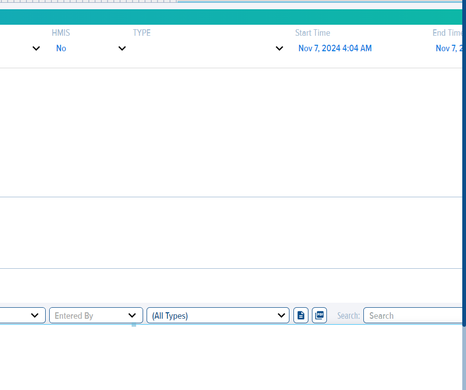 HMIS TYPE Start Time End Time
No Nov 7, 2024 4:04 AM Nov 7, 2
Entered By (All Types) Search: Search